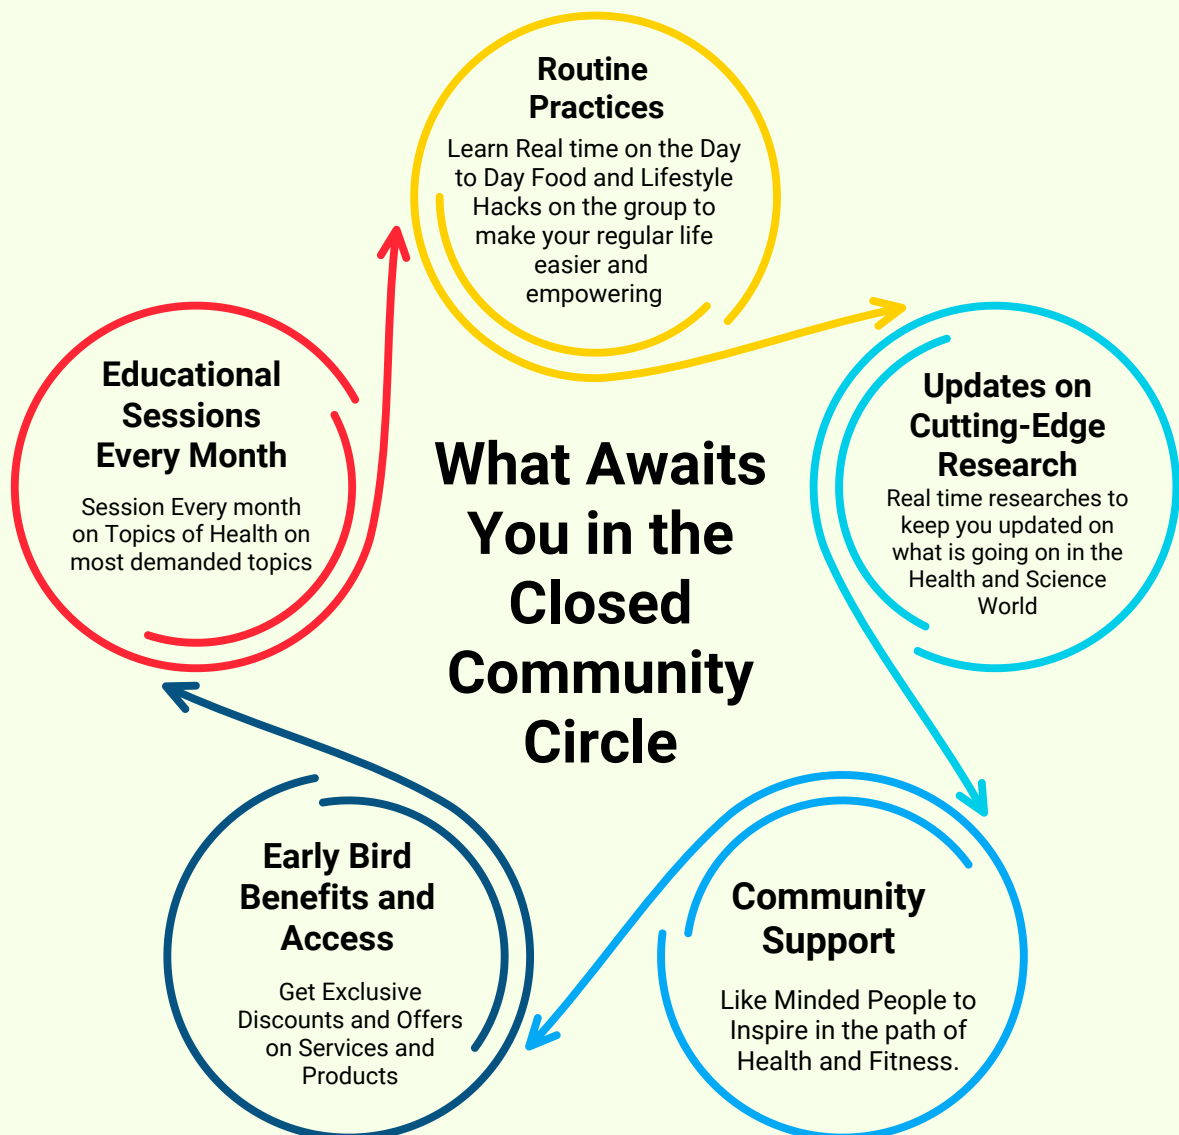 Routine
Practices
Learn Real time on the Day
to Day Food and Lifestyle
Hacks on the group to
make your regular life
easier and
empowering
Educational
Sessions
Every Month
Session Every month
on Topics of Health on
most demanded topics
What Awaits
You in the
Closed
Community
Circle
Updates on
Cutting-Edge
Research
Real time researches to
keep you updated on
what is going on in the
Health and Science
World
Early Bird
Benefits and
Access
Get Exclusive
Discounts and Offers
on Services and
Products
Community
Support
Like Minded People to
Inspire in the path of
Health and Fitness.